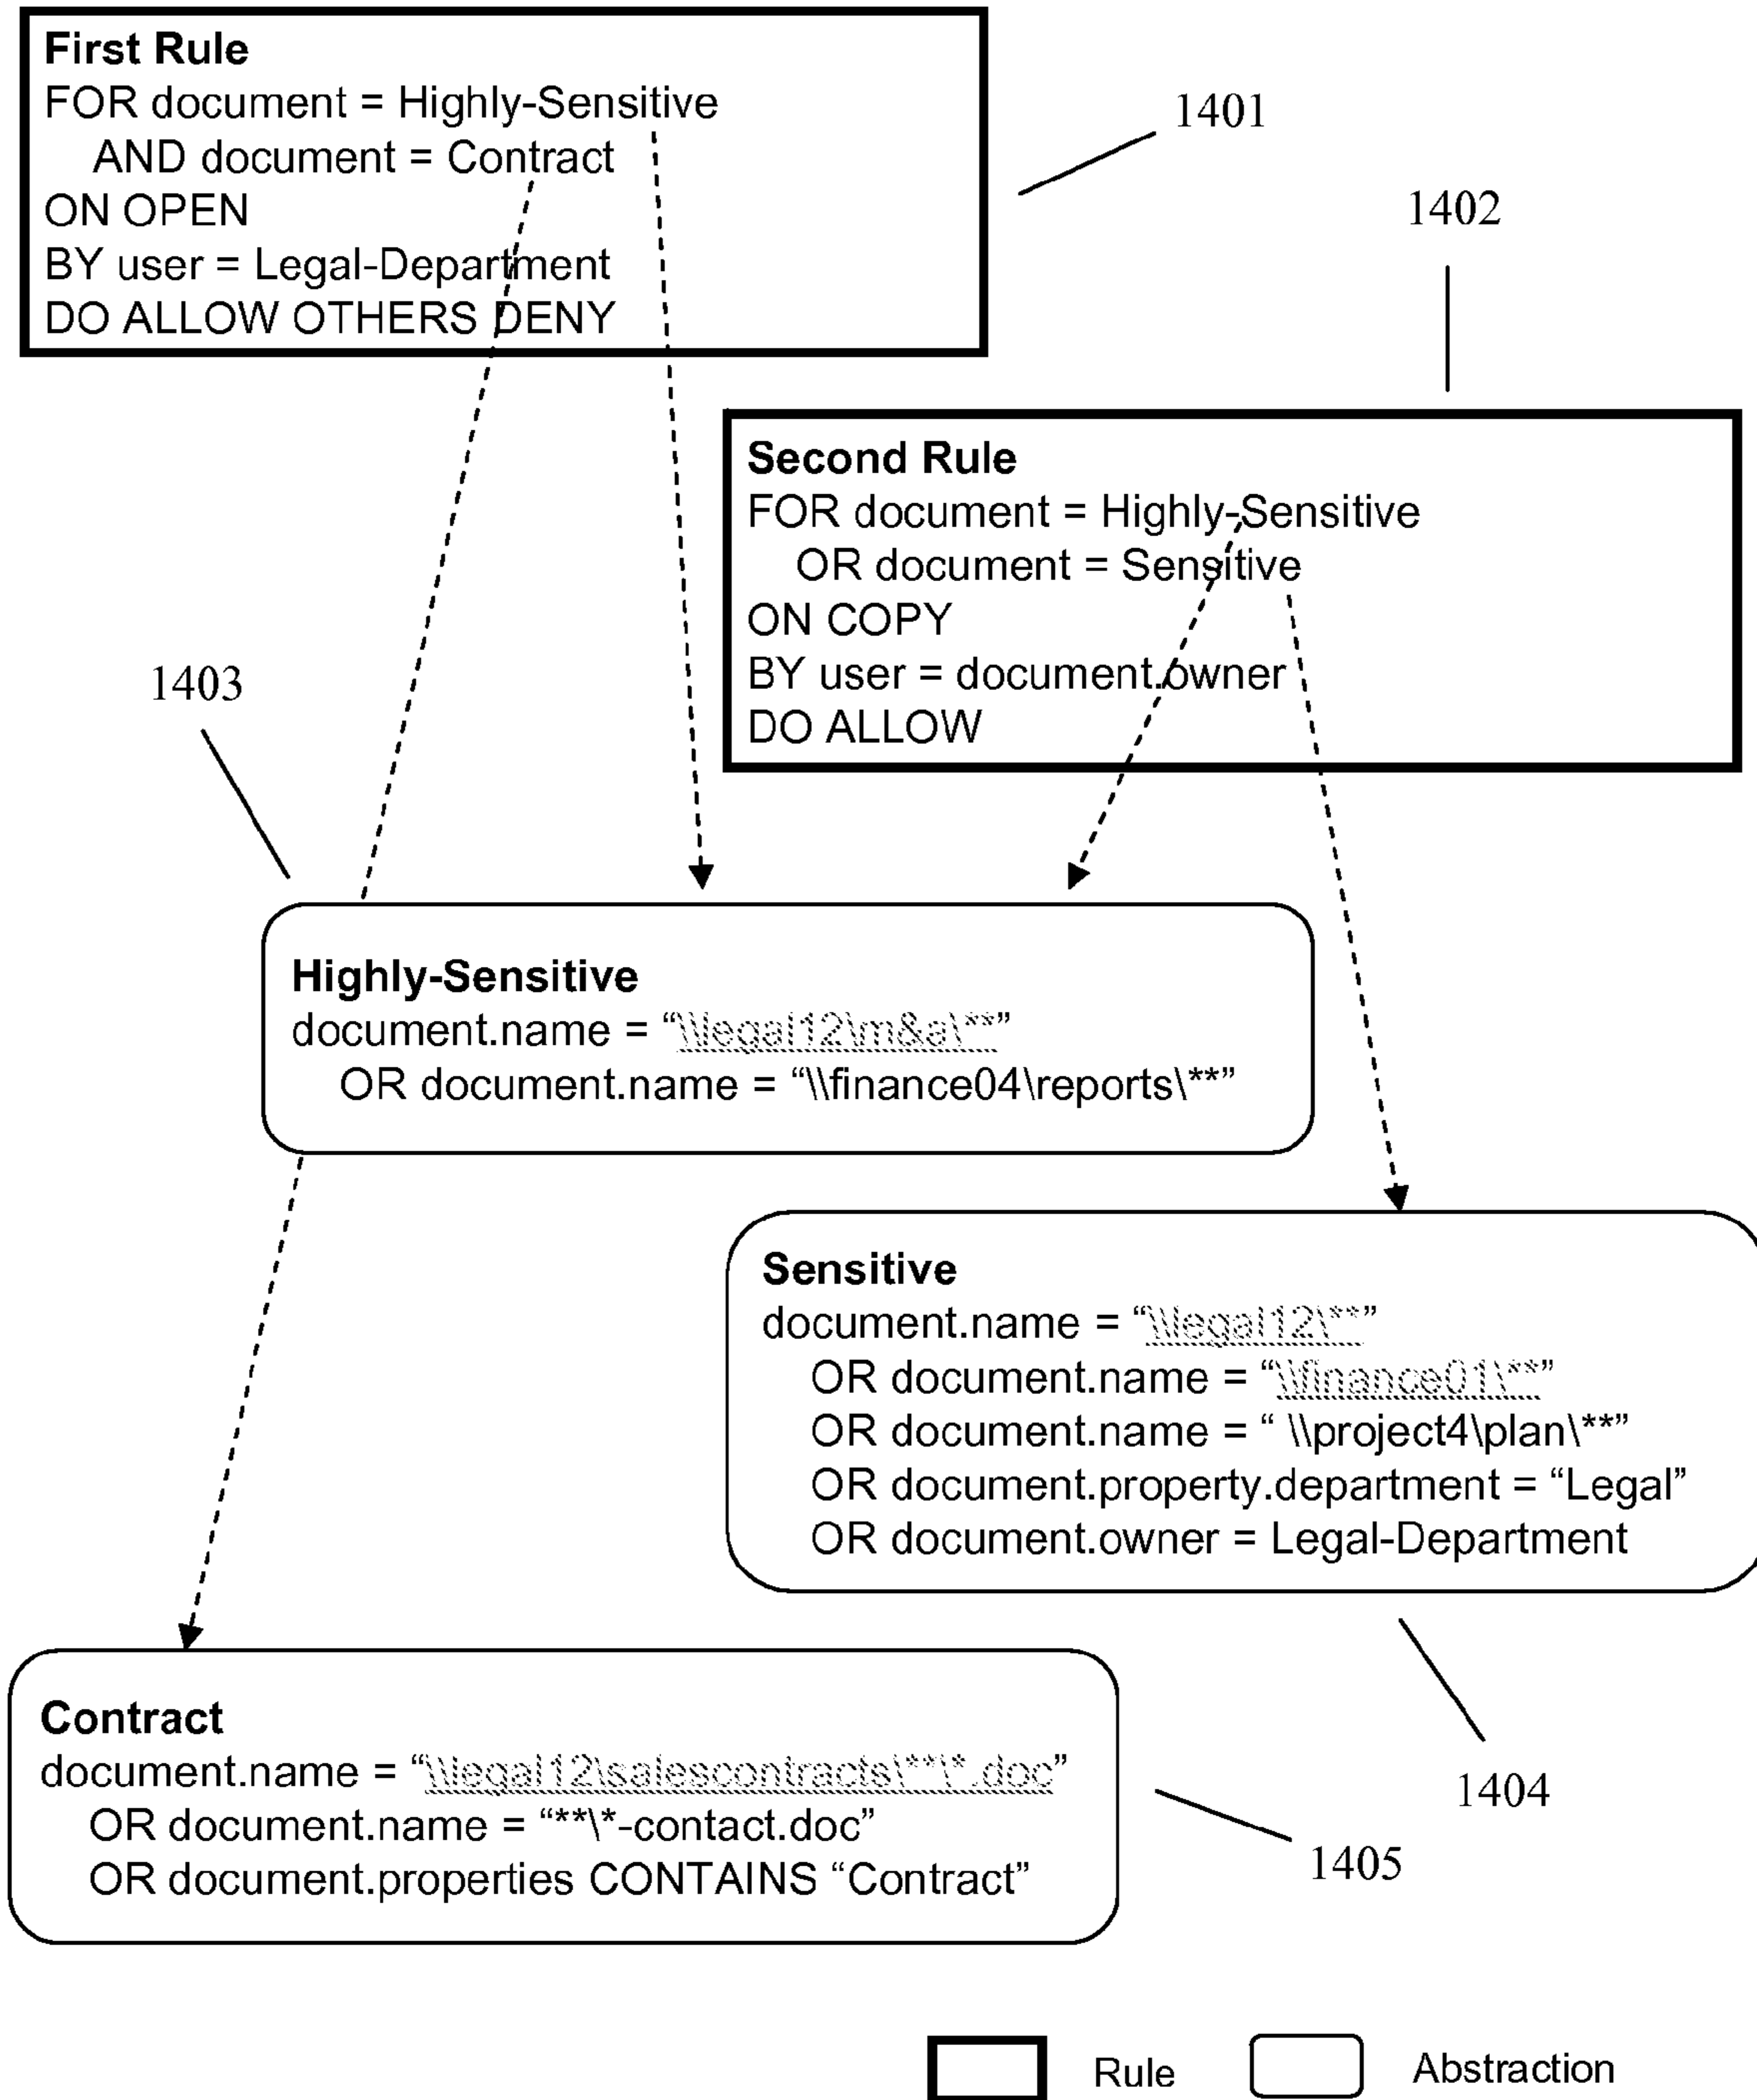 First Rule
FOR document = Highly-Sensitive
AND document = Contract
ON OPEN
BY user = Legal-Department
DO ALLOW OTHERS DENY
1401
1402
Second Rule
FOR document = Highly-Sensitive
OR document = Sensitive
ON COPY
BY user = document.owner
DO ALLOW
1403
Highly-Sensitive
document.name = “\\legal12\m&a\**”
OR document.name = “\\finance04\reports\**”
Sensitive
document.name = “\\legal12\**”
OR document.name = “\\finance01\**”
OR document.name = “ \\project4\plan\**”
OR document.property.department = “Legal”
OR document.owner = Legal-Department
1404
Contract
document.name = “\\legal12\salescontracts\**\*.doc”
OR document.name = “**\*-contact.doc”
OR document.properties CONTAINS “Contract”
1405
Rule
Abstraction